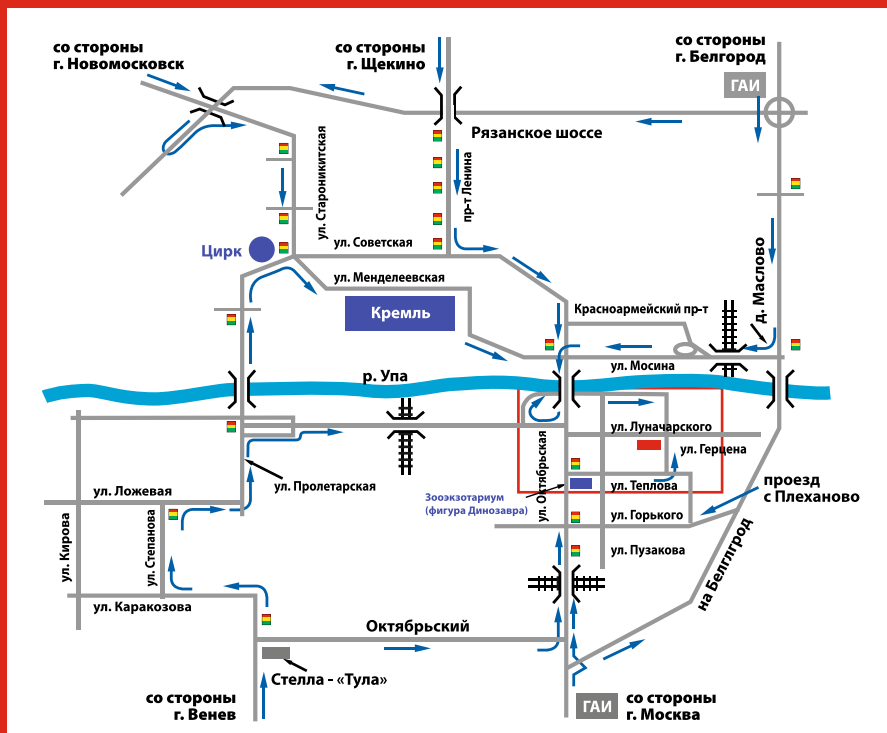 со стороны
г. Новомосковск
со стороны
г. Щекино
со стороны
г. Белгород
ГАИ
Рязанское шоссе
ул. Староникитская
пр-т Ленина
Цирк
ул. Советская
ул. Менделеевская
д. Маслово
Кремль
Красноармейский пр-т
ул. Мосина
р. Упа
ул. Луначарского
ул. Герцена
ул. Октябрьская
ул. Пролетарская
ул. Ложевая
Зооэкзотариум
(фигура Динозавра)
ул. Теплова
проезд
с Плеханово
ул. Горького
ул. Кирова
ул. Степанова
ул. Пузакова
на Белглгрод
ул. Каракозова
Октябрьский
Стелла - «Тула»
со стороны
г. Венев
ГАИ
со стороны
г. Москва